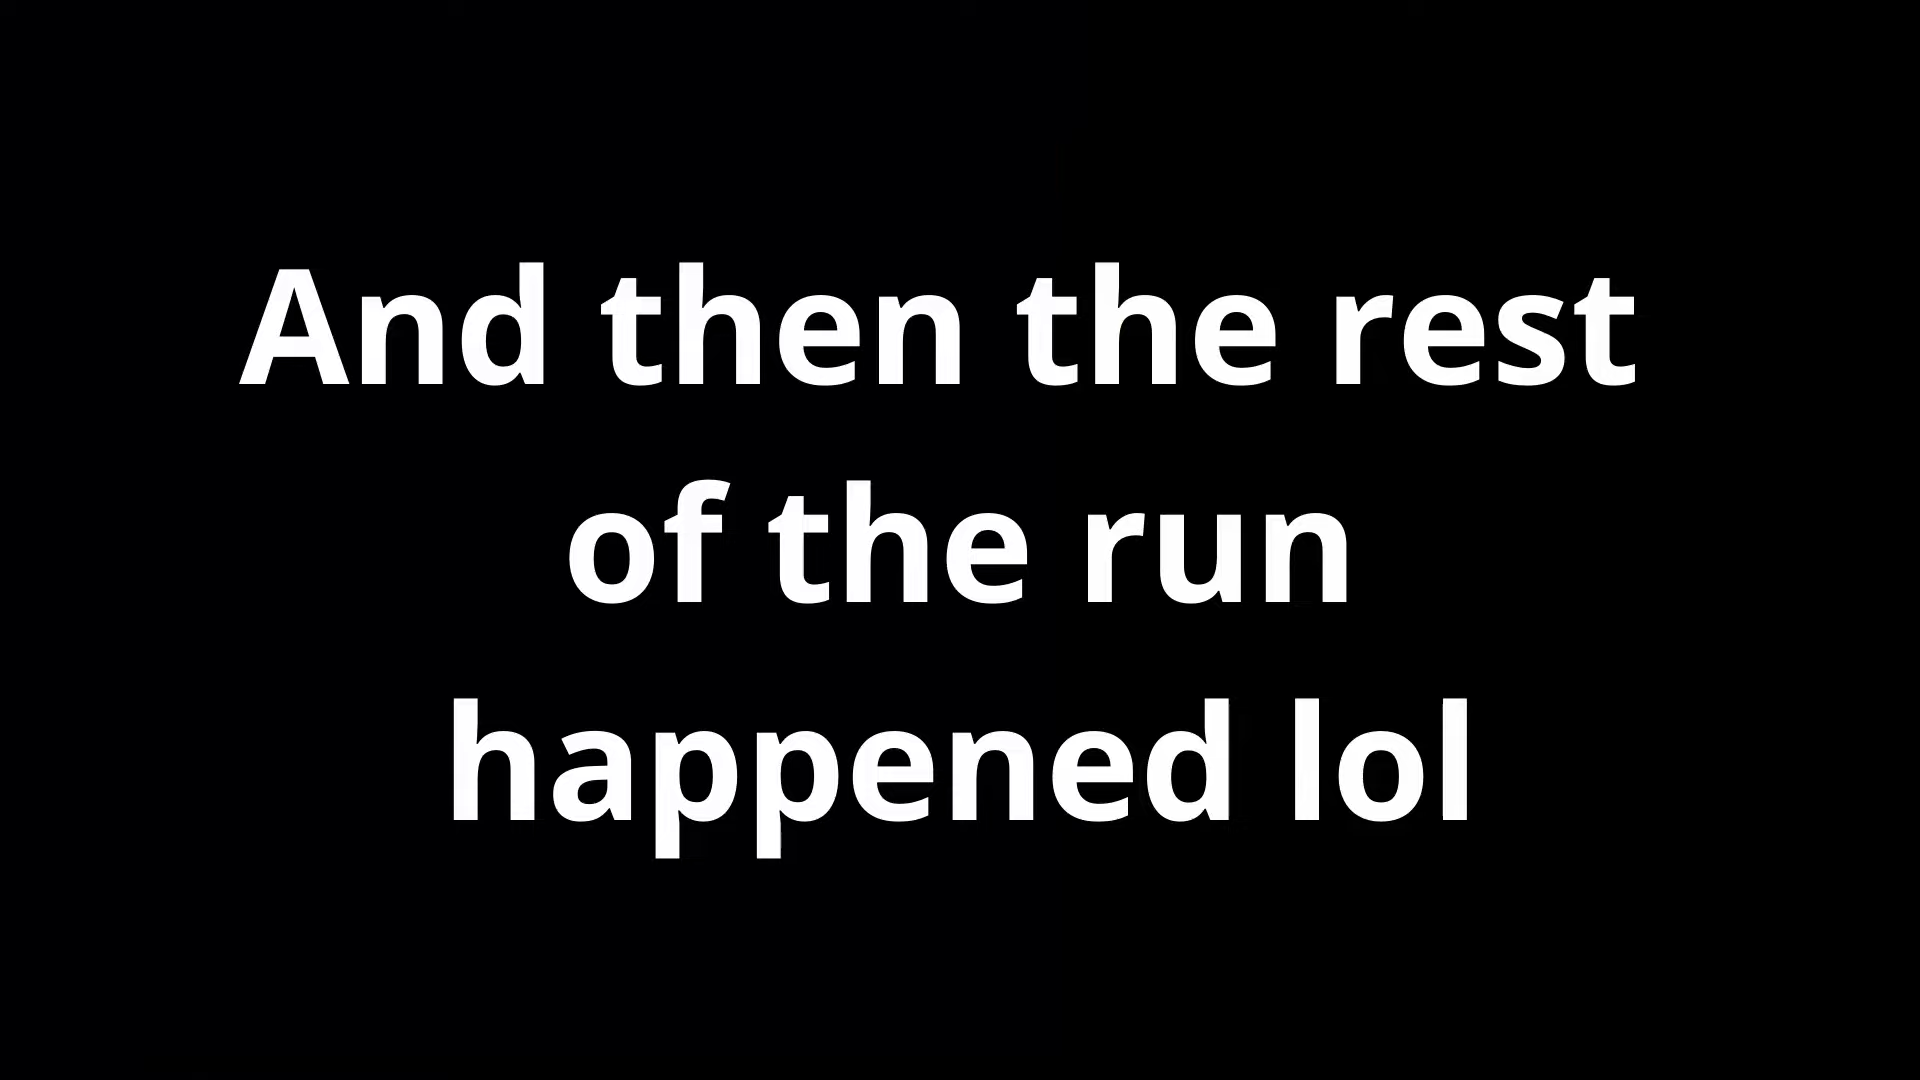 And then the rest
of the run
happened lol